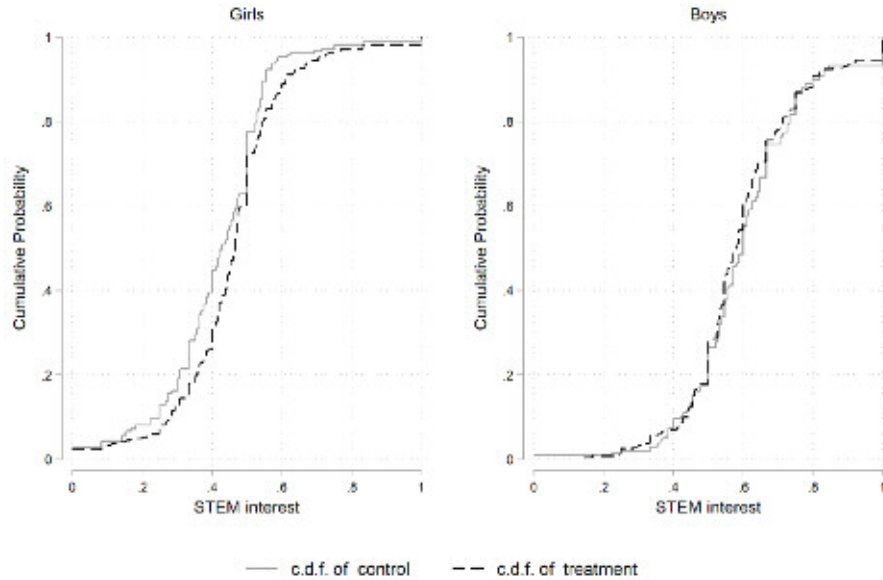 Girls
Boys
1
.8
.6
.4
.2
0
Cumulative Probability
0 .2 .4 .6 .8 1
STEM interest
1
.8
.6
.4
.2
0
Cumulative Probability
0 .2 .4 .6 .8 1
STEM interest
c.d.f. of control
c.d.f. of treatment